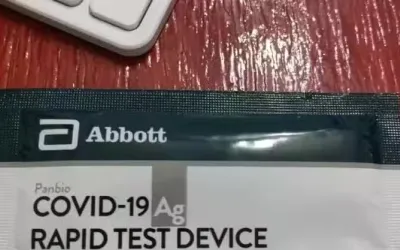 Abbott
Panbio
COVID-19 Ag
RAPID TEST DEVICE